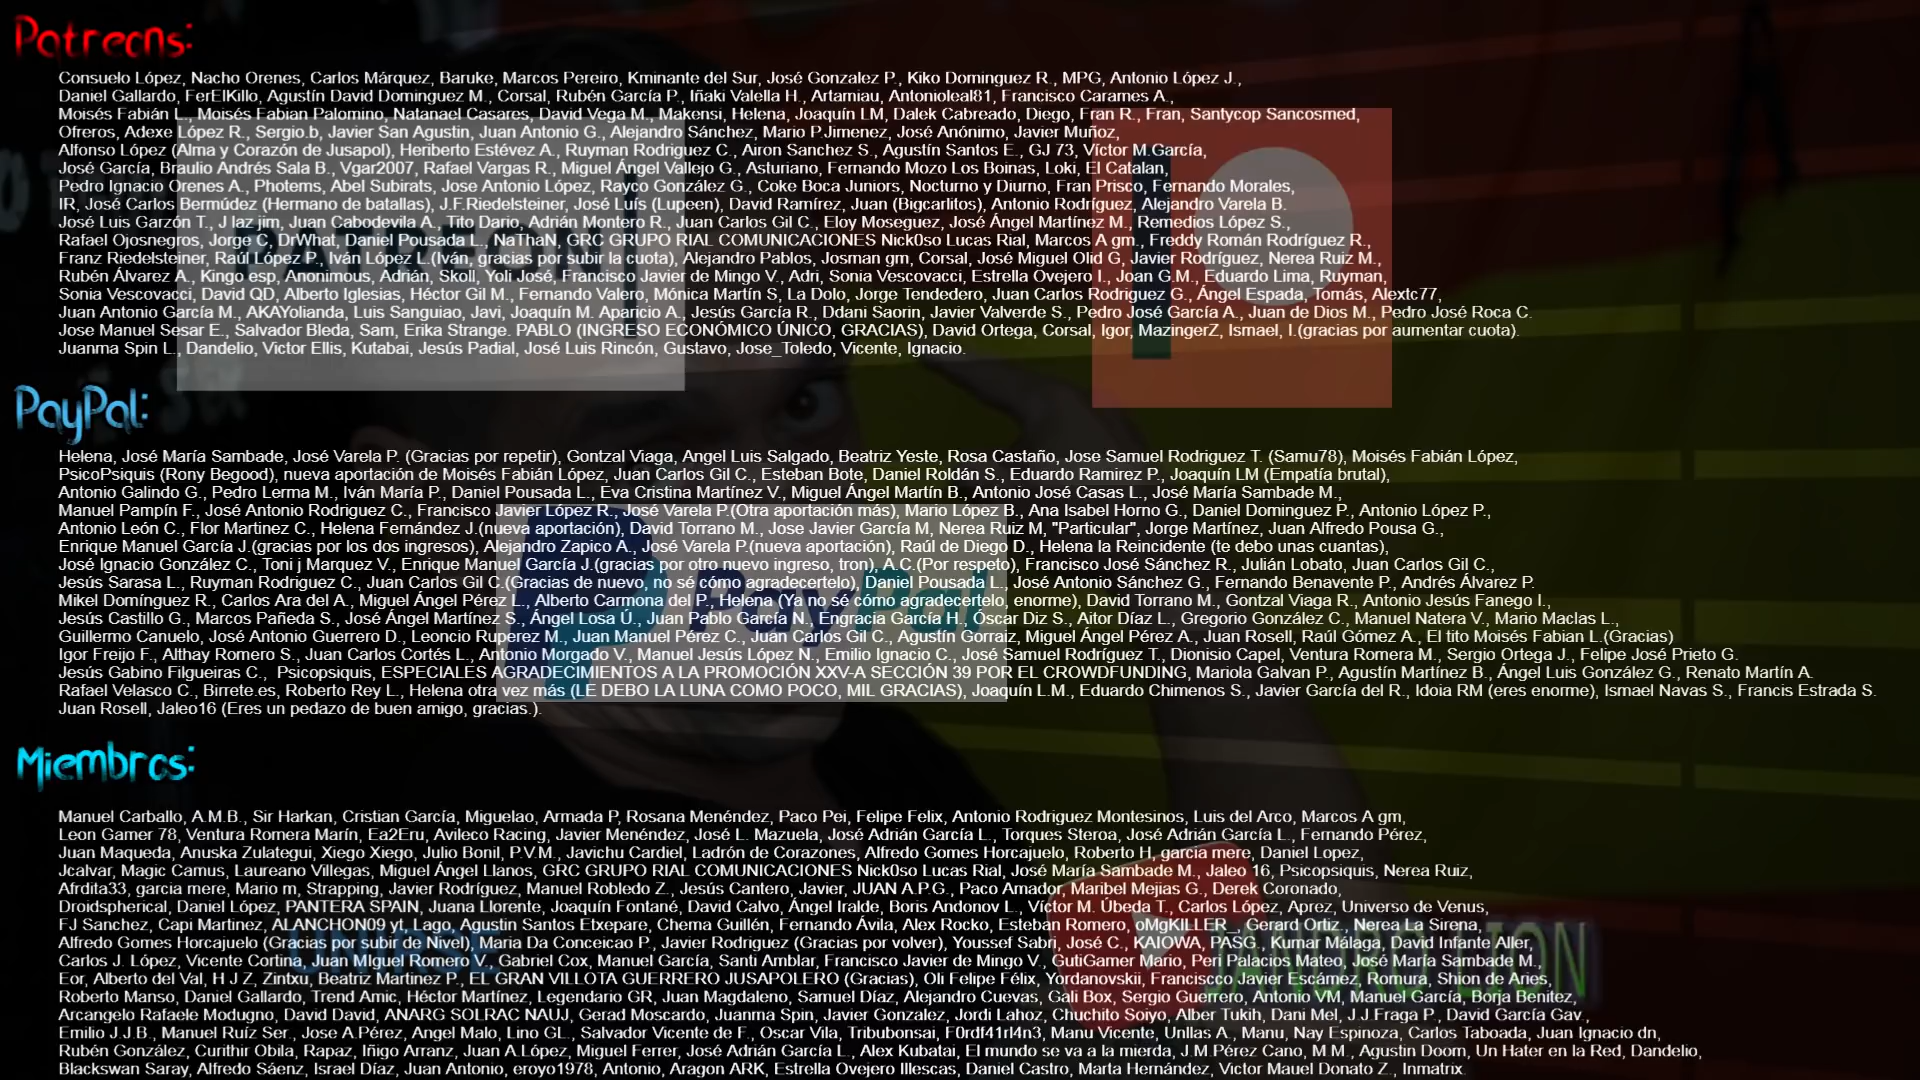 Patreons:
Consuelo López, Nacho Orenes, Carlos Márquez, Baruke, Marcos Pereiro, Kminante del Sur, José Gonzalez P., Kiko Dominguez R., MPG, Antonio López J.,
Daniel Gallardo, FerElKillo, Agustín David Dominguez M., Corsal, Rubén García P., Iñaki Valella H., Artamiau, Antonioleal81, Francisco Carames A.,
Moisés Fabián L., Moisés Fabian Palomino, Natanael Casares, David Vega M., Makensi, Helena, Joaquín LM, Dalek Cabreado, Diego, Fran R., Fran, Santycop Sancosmed,
Ofreros, Adexe López R., Sergio.b, Javier San Agustin, Juan Antonio G., Alejandro Sánchez, Mario P.Jimenez, José Anónimo, Javier Muñoz,
Alfonso López (Alma y Corazón de Jusapol), Heriberto Estévez A., Ruyman Rodriguez C., Airon Sanchez S., Agustín Santos E., GJ 73, Víctor M.García,
José García, Braulio Andrés Sala B., Vgar2007, Rafael Vargas R., Miguel Ángel Vallejo G., Asturiano, Fernando Mozo Los Boinas, Loki, El Catalan,
Pedro Ignacio Orenes A., Photems, Abel Subirats, Jose Antonio López, Rayco González G., Coke Boca Juniors, Nocturno y Diurno, Fran Prisco, Fernando Morales,
IR, José Carlos Bermúdez (Hermano de batallas), J.F.Riedelsteiner, José Luís (Lupeen), David Ramírez, Juan (Bigcarlitos), Antonio Rodríguez, Alejandro Varela B.
José Luis Garzón T., J laz jim, Juan Cabodevila A., Tito Dario, Adrián Montero R., Juan Carlos Gil C., Eloy Moseguez, José Ángel Martínez M., Remedios López S.,
Rafael Ojosnegros, Jorge C, DrWhat, Daniel Pousada L., NaThaN, GRC GRUPO RIAL COMUNICACIONES Nick0so Lucas Rial, Marcos A gm., Freddy Román Rodríguez R.,
Franz Riedelsteiner, Raúl López P., Iván López L.(Iván, gracias por subir la cuota), Alejandro Pablos, Josman gm, Corsal, José Miguel Olid G, Javier Rodríguez, Nerea Ruiz M.,
Rubén Álvarez A., Kingo esp, Anonimous, Adrián, Skoll, Yoli José, Francisco Javier de Mingo V., Adri, Sonia Vescovacci, Estrella Ovejero I., Joan G.M., Eduardo Lima, Ruyman,
Sonia Vescovacci, David QD, Alberto Iglesias, Héctor Gil M., Fernando Valero, Mónica Martín S, La Dolo, Jorge Tendedero, Juan Carlos Rodriguez G., Ángel Espada, Tomás, Alextc77,
Juan Antonio García M., AKAYolianda, Luis Sanguiao, Javi, Joaquín M. Aparicio A., Jesús García R., Ddani Saorin, Javier Valverde S., Pedro José García A., Juan de Dios M., Pedro José Roca C.
Jose Manuel Sesar E., Salvador Bleda, Sam, Erika Strange. PABLO (INGRESO ECONÓMICO ÚNICO, GRACIAS), David Ortega, Corsal, Igor, MazingerZ, Ismael, I.(gracias por aumentar cuota).
Juanma Spin L., Dandelio, Victor Ellis, Kutabai, Jesús Padial, José Luis Rincón, Gustavo, Jose_Toledo, Vicente, Ignacio.
PATREON
PayPal:
Helena, José María Sambade, José Varela P. (Gracias por repetir), Gontzal Viaga, Angel Luis Salgado, Beatriz Yeste, Rosa Castaño, Jose Samuel Rodriguez T. (Samu78), Moisés Fabián López,
PsicoPsiquis (Rony Begood), nueva aportación de Moisés Fabián López, Juan Carlos Gil C., Esteban Bote, Daniel Roldán S., Eduardo Ramirez P., Joaquín LM (Empatía brutal),
Antonio Galindo G., Pedro Lerma M., Iván María P., Daniel Pousada L., Eva Cristina Martínez V., Miguel Ángel Martín B., Antonio José Casas L., José María Sambade M.,
Manuel Pampín F., José Antonio Rodriguez C., Francisco Javier López R., José Varela P.(Otra aportación más), Mario López B., Ana Isabel Horno G., Daniel Dominguez P., Antonio López P.,
Antonio León C., Flor Martinez C., Helena Fernández J.(nueva aportación), David Torrano M., Jose Javier García M, Nerea Ruiz M, "Particular", Jorge Martínez, Juan Alfredo Pousa G.,
Enrique Manuel García J.(gracias por los dos ingresos), Alejandro Zapico A., José Varela P.(nueva aportación), Raúl de Diego D., Helena la Reincidente (te debo unas cuantas),
José Ignacio González C., Toni j Marquez V., Enrique Manuel García J.(gracias por otro nuevo ingreso, tron), A.C.(Por respeto), Francisco José Sánchez R., Julián Lobato, Juan Carlos Gil C.,
Jesús Sarasa L., Ruyman Rodriguez C., Juan Carlos Gil C.(Gracias de nuevo, no sé cómo agradecertelo), Daniel Pousada L., José Antonio Sánchez G., Fernando Benavente P., Andrés Álvarez P.
Mikel Domínguez R., Carlos Ara del A., Miguel Ángel Pérez L., Alberto Carmona del P., Helena (Ya no sé cómo agradecertelo, enorme), David Torrano M., Gontzal Viaga R., Antonio Jesús Fanego I.,
Jesús Castillo G., Marcos Pañeda S., José Ángel Martínez S., Ángel Losa Ú., Juan Pablo García N., Engracia García H., Óscar Diz S., Aitor Díaz L., Gregorio González C., Manuel Natera V., Mario Maclas L.,
Guillermo Canuelo, José Antonio Guerrero D., Leoncio Ruperez M., Juan Manuel Pérez C., Juan Carlos Gil C., Agustín Gorraiz, Miguel Ángel Pérez A., Juan Rosell, Raúl Gómez A., El tito Moisés Fabian L.(Gracias)
Igor Freijo F., Althay Romero S., Juan Carlos Cortés L., Antonio Morgado V., Manuel Jesús López N., Emilio Ignacio C., José Samuel Rodríguez T., Dionisio Capel, Ventura Romera M., Sergio Ortega J., Felipe José Prieto G.
Jesús Gabino Filgueiras C., Psicopsiquis, ESPECIALES AGRADECIMIENTOS A LA PROMOCIÓN XXV-A SECCIÓN 39 POR EL CROWDFUNDING, Mariola Galvan P., Agustín Martínez B., Ángel Luis González G., Renato Martín A.
Rafael Velasco C., Birrete.es, Roberto Rey L., Helena otra vez más (LE DEBO LA LUNA COMO POCO, MIL GRACIAS), Joaquín L.M., Eduardo Chimenos S., Javier García del R., Idoia RM (eres enorme), Ismael Navas S., Francis Estrada S.
Juan Rosell, Jaleo16 (Eres un pedazo de buen amigo, gracias.).
PayPal
Miembros:
Manuel Carballo, A.M.B., Sir Harkan, Cristian García, Miguelao, Armada P, Rosana Menéndez, Paco Pei, Felipe Felix, Antonio Rodriguez Montesinos, Luis del Arco, Marcos A gm,
Leon Gamer 78, Ventura Romera Marín, Ea2Eru, Avileco Racing, Javier Menéndez, José L. Mazuela, José Adrián García L., Torques Steroa, José Adrián García L., Fernando Pérez,
Juan Maqueda, Anuska Zulategui, Xiego Xiego, Julio Bonil, P.V.M., Javichu Cardiel, Ladrón de Corazones, Alfredo Gomes Horcajuelo, Roberto H, garcia mere, Daniel Lopez,
Jcalvar, Magic Camus, Laureano Villegas, Miguel Ángel Llanos, GRC GRUPO RIAL COMUNICACIONES Nick0so Lucas Rial, José María Sambade M., Jaleo 16, Psicopsiquis, Nerea Ruiz,
Afrdita33, garcia mere, Mario m, Strapping, Javier Rodríguez, Manuel Robledo Z., Jesús Cantero, Javier, JUAN A.P.G., Paco Amador, Maribel Mejias G., Derek Coronado,
Droidspherical, Daniel López, PANTERA SPAIN, Juana Llorente, Joaquín Fontané, David Calvo, Ángel Iralde, Boris Andonov L., Víctor M. Úbeda T., Carlos López, Aprez, Universo de Venus,
FJ Sanchez, Capi Martinez, ALANCHON09 yt, Lago, Agustin Santos Etxepare, Chema Guillén, Fernando Ávila, Alex Rocko, Esteban Romero, oMgKILLER_, Gerard Ortiz., Nerea La Sirena,
Alfredo Gomes Horcajuelo (Gracias por subir de Nivel), Maria Da Conceicao P., Javier Rodriguez (Gracias por volver), Youssef Sabri, José C., KAIOWA, PASG., Kumar Málaga, David Infante Aller,
Carlos J. López, Vicente Cortina, Juan MIguel Romero V., Gabriel Cox, Manuel García, Santi Amblar, Francisco Javier de Mingo V., GutiGamer Mario, Peri Palacios Mateo, José María Sambade M.,
Eor, Alberto del Val, H J Z, Zintxu, Beatriz Martinez P., EL GRAN VILLOTA GUERRERO JUSAPOLERO (Gracias), Oli Felipe Félix, Yordanovskii, Franciscco Javier Escámez, Romura, Shion de Aries,
Roberto Manso, Daniel Gallardo, Trend Amic, Héctor Martínez, Legendario GR, Juan Magdaleno, Samuel Díaz, Alejandro Cuevas, Gali Box, Sergio Guerrero, Antonio VM, Manuel García, Borja Benitez,
Arcangelo Rafaele Modugno, David David, ANARG SOLRAC NAUJ, Gerad Moscardo, Juanma Spin, Javier Gonzalez, Jordi Lahoz, Chuchito Soiyo, Alber Tukih, Dani Mel, J.J Fraga P., David García Gav.,
Emilio J.J.B., Manuel Ruíz Ser., Jose A.Pérez, Angel Malo, Lino GL., Salvador Vicente de F., Oscar Vila, Tribubonsai, F0rdf41rl4n3, Manu Vicente, Unllas A., Manu, Nay Espinoza, Carlos Taboada, Juan Ignacio dn,
Rubén González, Curithir Obila, Rapaz, Iñigo Arranz, Juan A.López, Miguel Ferrer, José Adrián García L., Alex Kubatai, El mundo se va a la mierda, J.M.Pérez Cano, M.M., Agustin Doom, Un Hater en la Red, Dandelio,
Blackswan Saray, Alfredo Sáenz, Israel Díaz, Juan Antonio, eroyo1978, Antonio, Aragon ARK, Estrella Ovejero Illescas, Daniel Castro, Marta Hernández, Victor Mauel Donato Z., Inmatrix.
UNIRSE